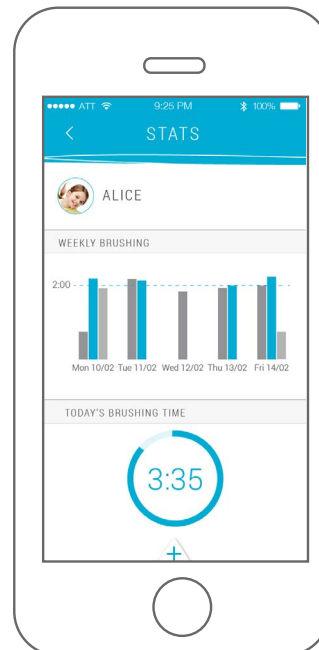 ATT 9:25 PM 100%
STATS
ALICE
WEEKLY BRUSHING
2:00
Mon 10/02 Tue 11/02 Wed 12/02 Thu 13/02 Fri 14/02
TODAY'S BRUSHING TIME
3:35
+